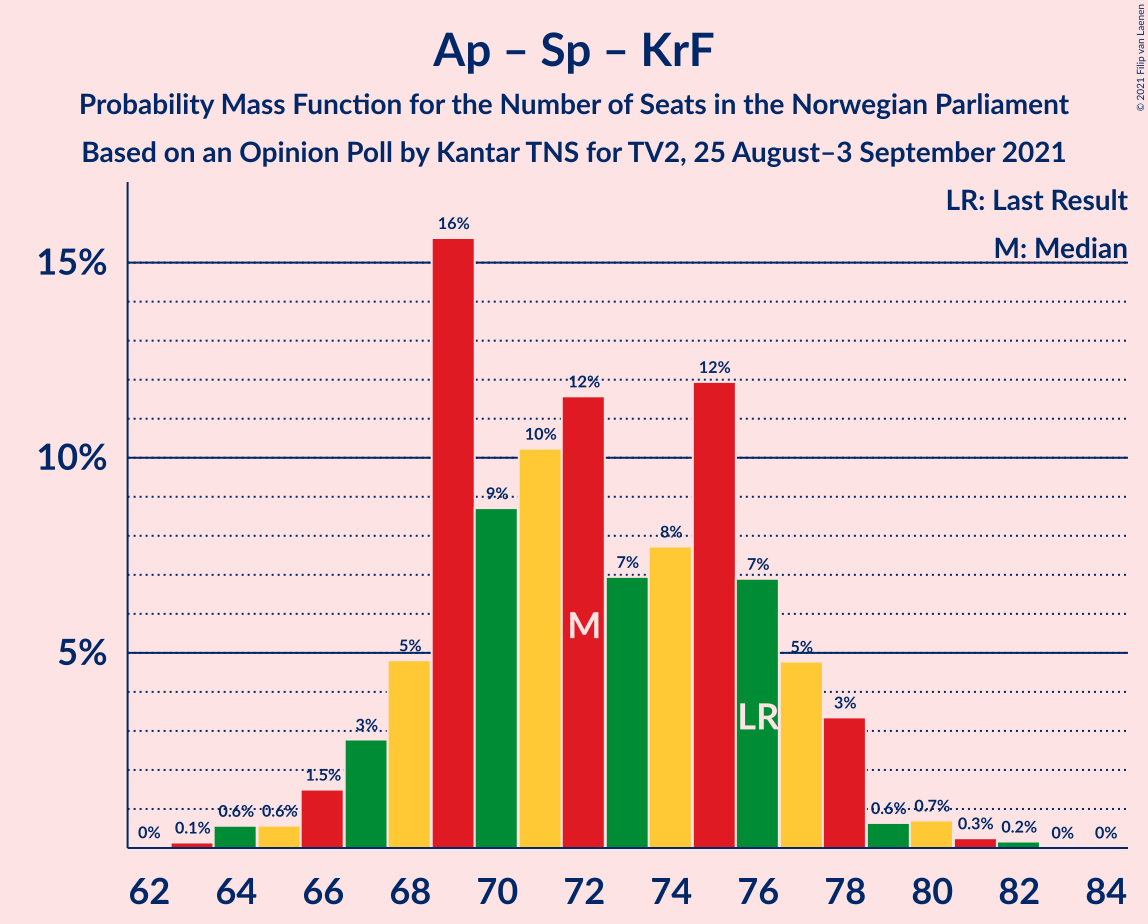 Ap – Sp – KrF
Probability Mass Function for the Number of Seats in the Norwegian Parliament
Based on an Opinion Poll by Kantar TNS for TV2, 25 August–3 September 2021
© 2021 Filip van Laenen
LR: Last Result
M: Median
15%
10%
5%
0% 0.1% 0.6% 0.6% 1.5% 3% 5% 16% 9% 10% 12% 7% 8% 12% 7% 5% 3% 0.6% 0.7% 0.3% 0.2% 0% 0%
M
LR
62 64 66 68 70 72 74 76 78 80 82 84